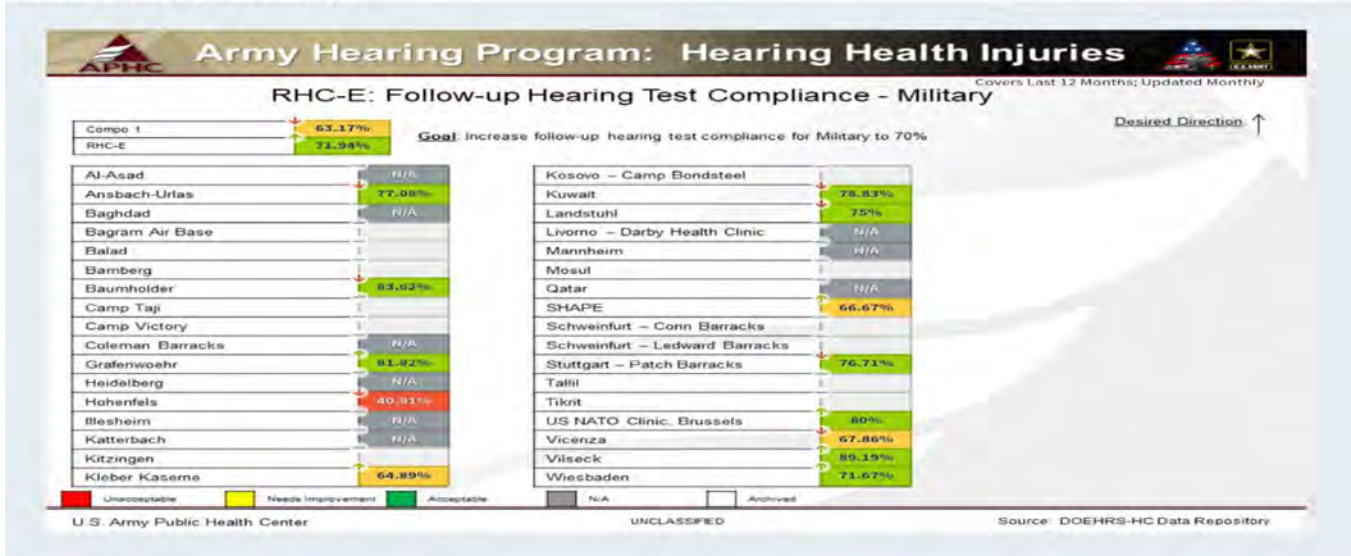 APHC
Army Hearing Program: Hearing Health Injuries
Covers Last 12 Months; Updated Monthly
RHC-E: Follow-up Hearing Test Compliance - Military
Desired Direction
Compo 1 63.17%
RHC-E 71.94%
Goal: Increase follow-up hearing test compliance for Military to 70%
Al-Asad N/A
Ansbach-Urlas 77.08%
Baghdad N/A
Bagram Air Base
Balad
Bamberg
Baumholder 83.62%
Camp Taji
Camp Victory
Coleman Barracks N/A
Grafenwoehr 81.82%
Heidelberg N/A
Hohenfels 40.91%
Illesheim N/A
Katterbach N/A
Kitzingen
Kleber Kaserne 64.89%
Kosovo – Camp Bondsteel
Kuwait 78.83%
Landstuhl 75%
Livorno – Darby Health Clinic N/A
Mannheim N/A
Mosul
Qatar N/A
SHAPE 66.67%
Schweinfurt – Conn Barracks
Schweinfurt – Ledward Barracks
Stuttgart – Patch Barracks 76.71%
Tallil
Tikrit
US NATO Clinic, Brussels 80%
Vicenza 67.86%
Vilseck 89.19%
Wiesbaden 71.67%
Unacceptable Needs Improvement Acceptable N/A Archived
U.S. Army Public Health Center
UNCLASSIFIED
Source: DOEHRS-HC Data Repository